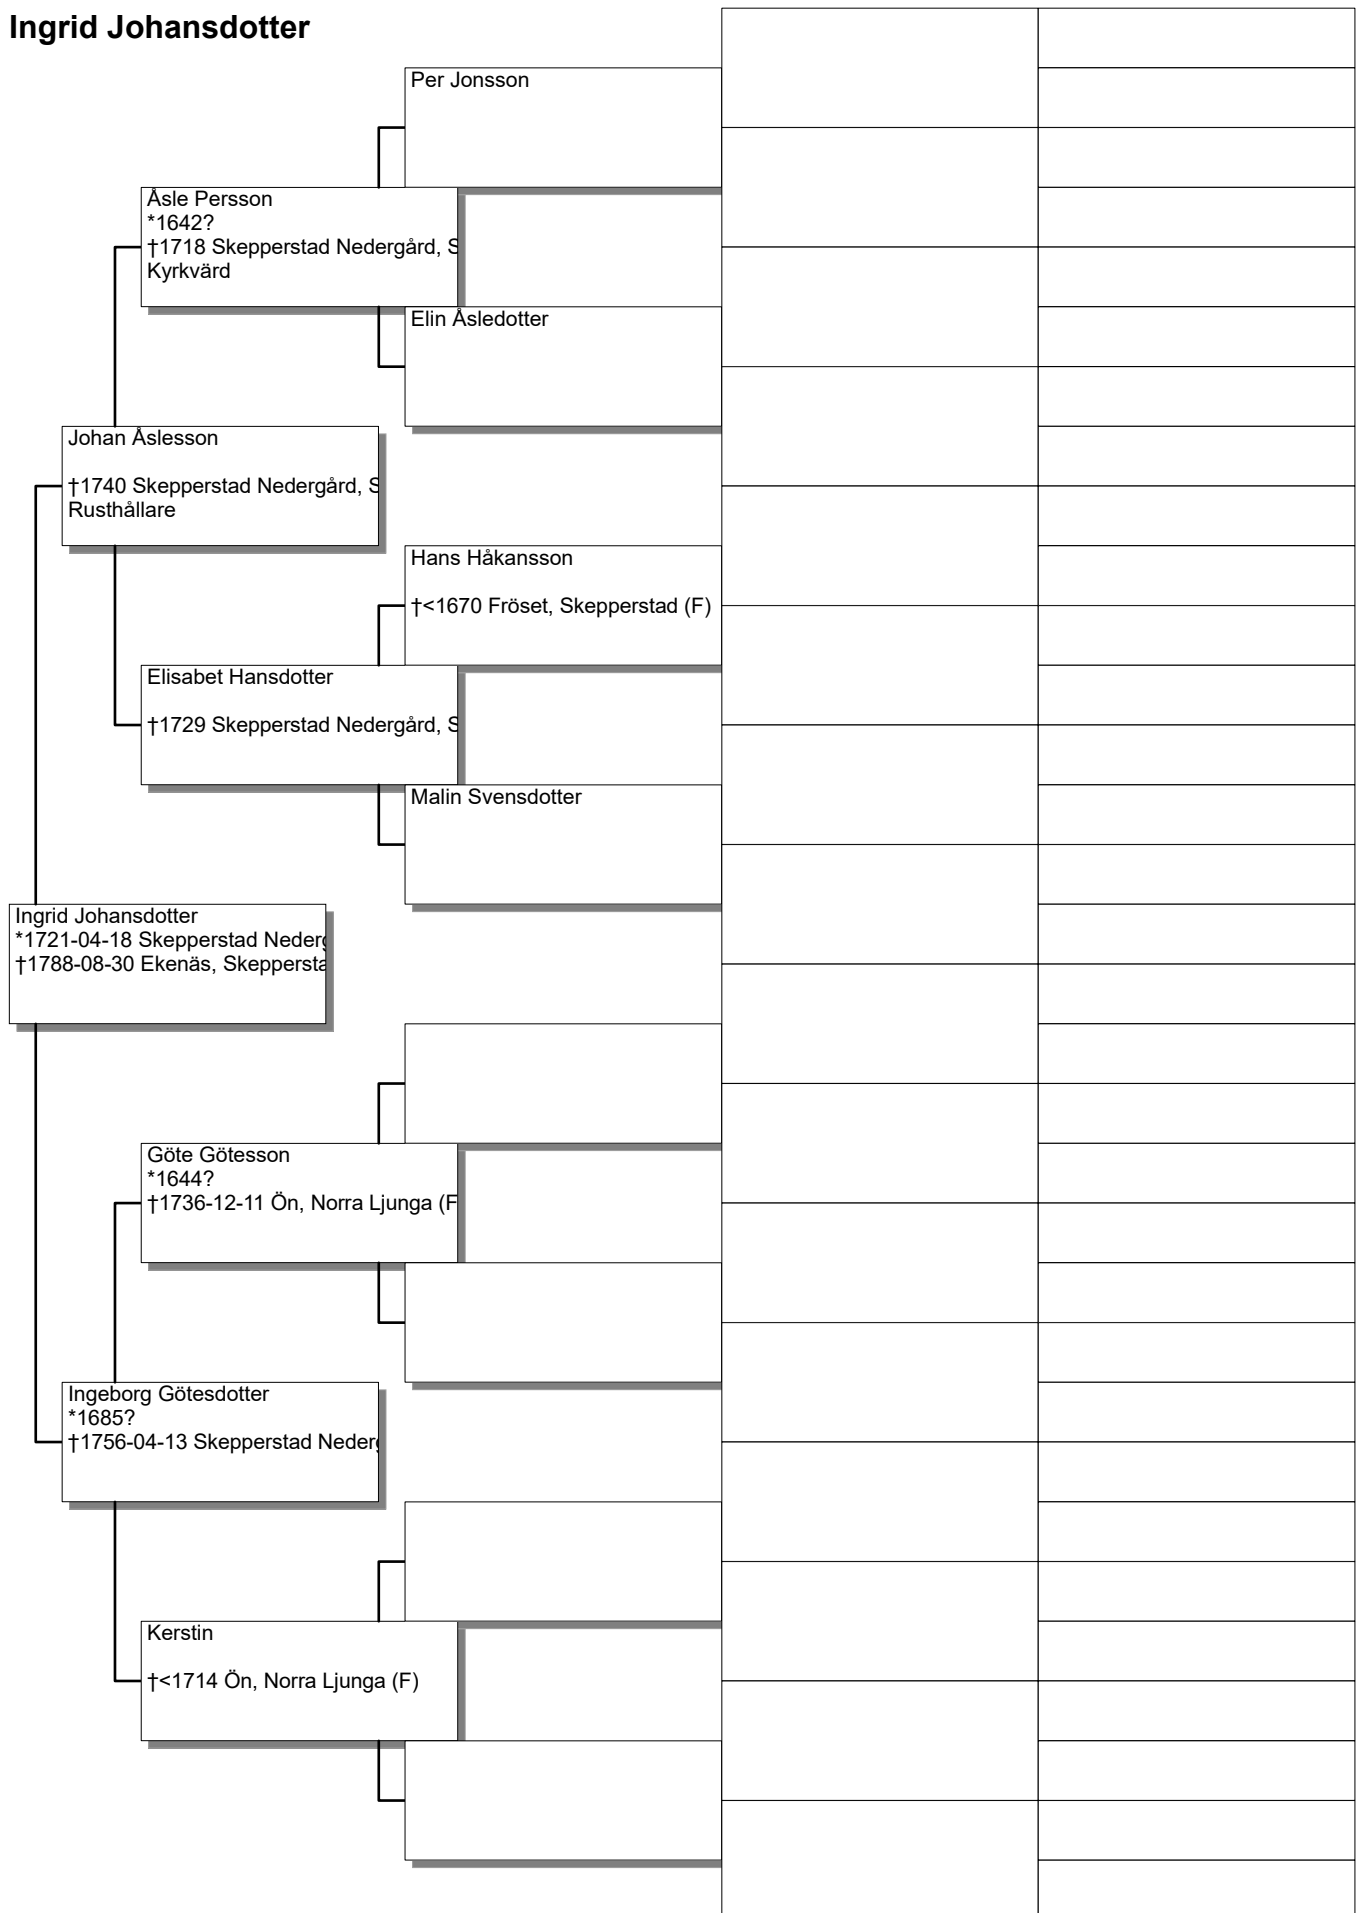 Ingrid Johansdotter
Per Jonsson
Åsle Persson
*1642?
†1718 Skepperstad Nedergård, S
Kyrkvärd
Elin Åsledotter
Johan Åslesson
†1740 Skepperstad Nedergård, S
Rusthållare
Hans Håkansson
†<1670 Fröset, Skepperstad (F)
Elisabet Hansdotter
†1729 Skepperstad Nedergård, S
Malin Svensdotter
Ingrid Johansdotter
*1721-04-18 Skepperstad Nederg
†1788-08-30 Ekenäs, Skeppersta
Göte Götesson
*1644?
†1736-12-11 Ön, Norra Ljunga (F
Ingeborg Götesdotter
*1685?
†1756-04-13 Skepperstad Nederg
Kerstin
†<1714 Ön, Norra Ljunga (F)